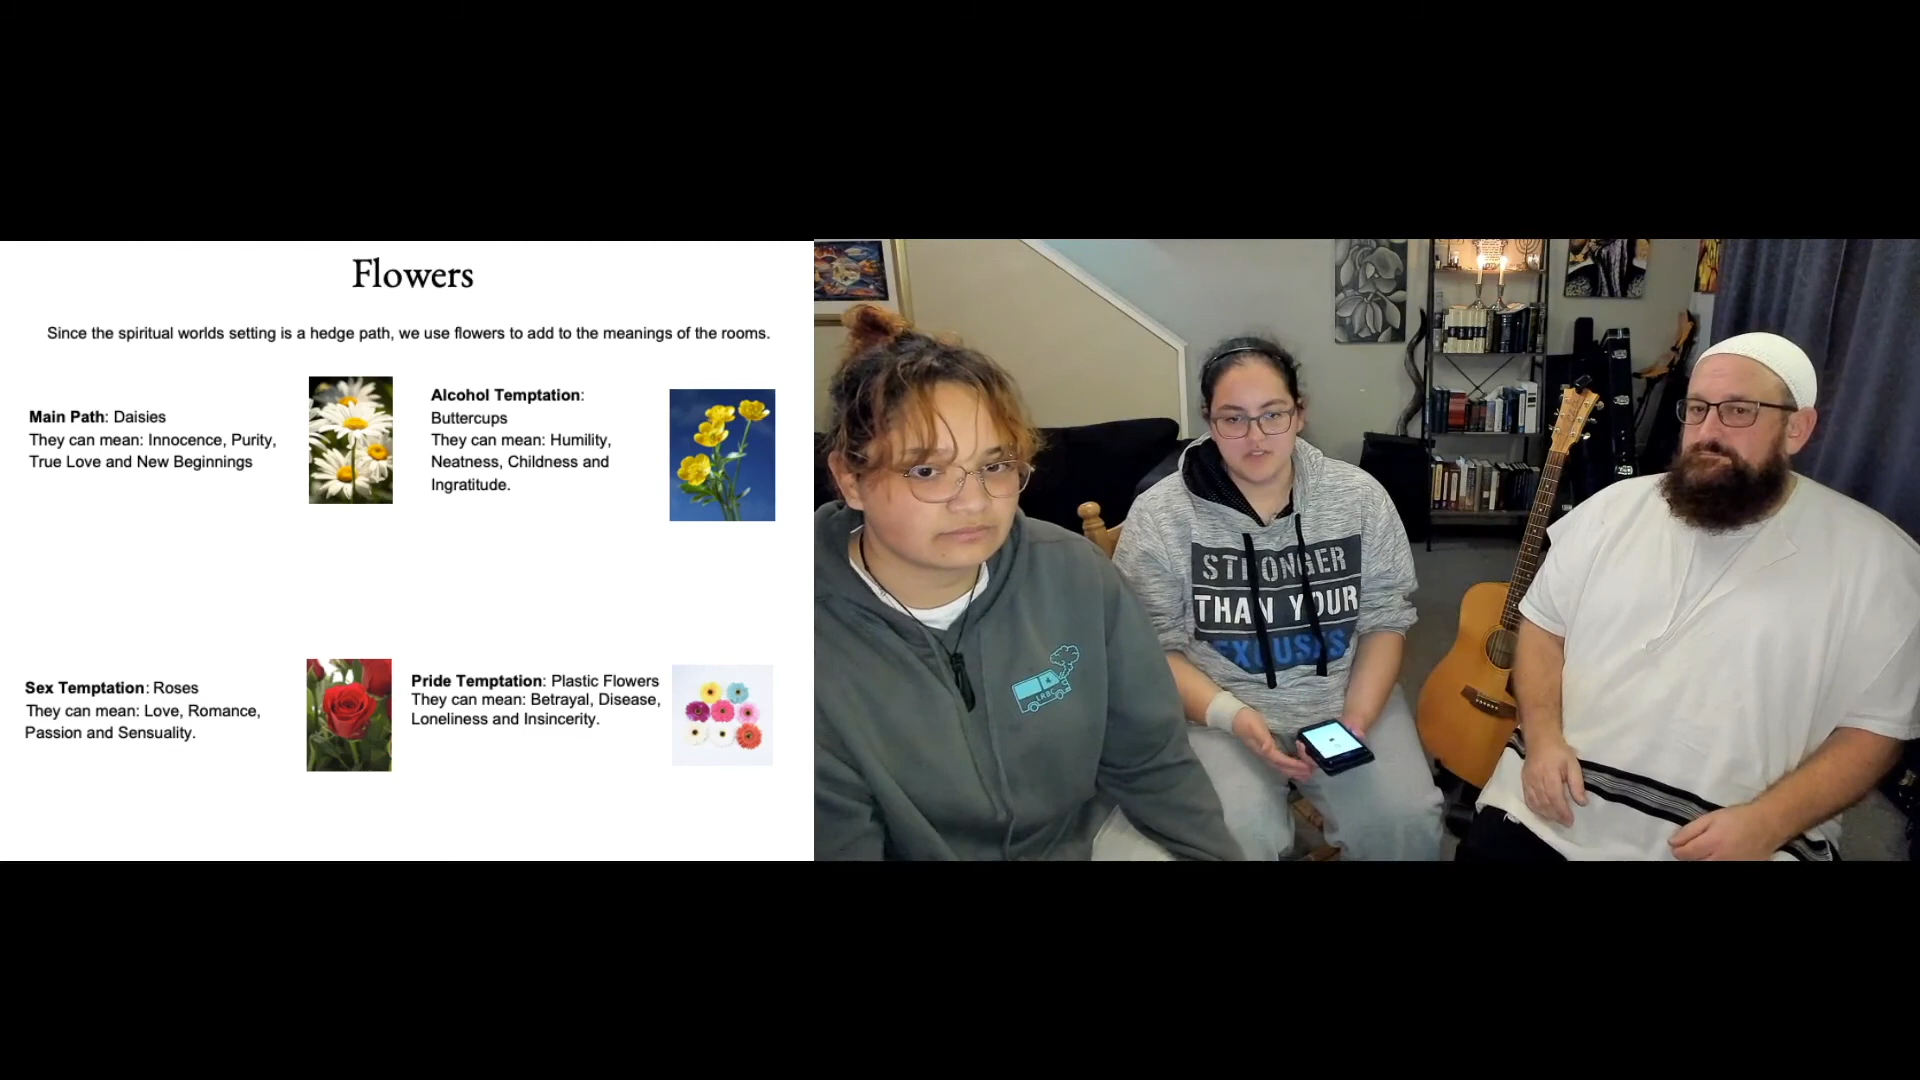 Flowers
Since the spiritual worlds setting is a hedge path, we use flowers to add to the meanings of the rooms.
Main Path: Daisies
They can mean: Innocence, Purity,
True Love and New Beginnings
Alcohol Temptation:
Buttercups
They can mean: Humility,
Neatness, Childness and
Ingratitude.
Sex Temptation: Roses
They can mean: Love, Romance,
Passion and Sensuality.
Pride Temptation: Plastic Flowers
They can mean: Betrayal, Disease,
Loneliness and Insincerity.
STRONGER
THAN YOUR
EXCUSES